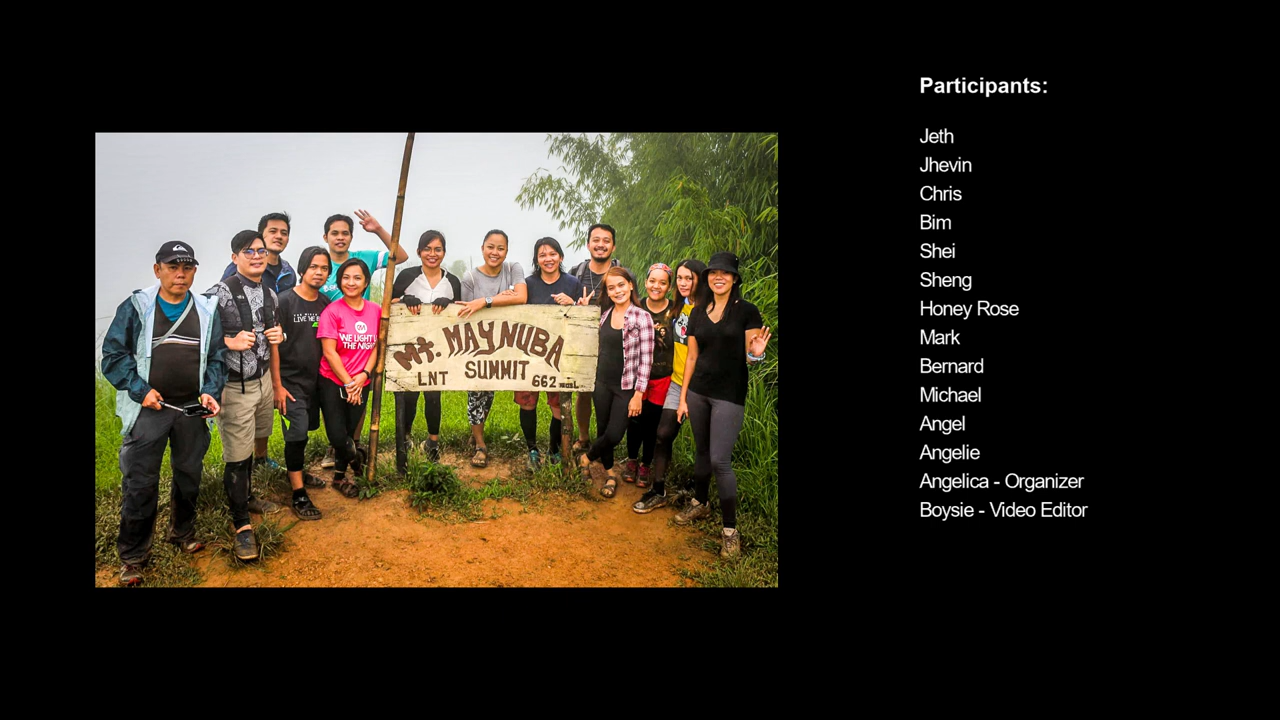 Participants:
Jeth
Jhevin
Chris
Bim
Shei
Sheng
Honey Rose
Mark
Bernard
Michael
Angel
Angelie
Angelica - Organizer
Boysie - Video Editor
Mt. MAYNUBA
LNT SUMMIT 662 MASL
WE LIGHT UP
THE NIGHT
LIVE